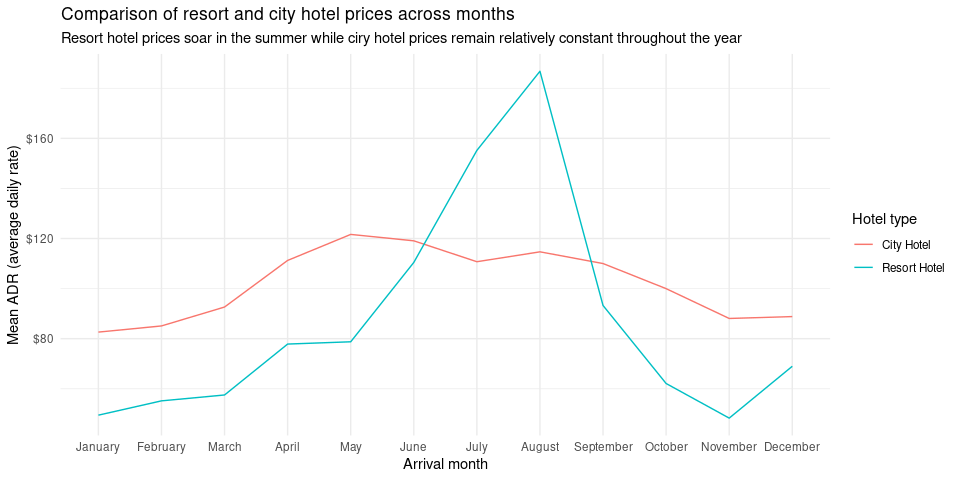 Comparison of resort and city hotel prices across months
Resort hotel prices soar in the summer while ciry hotel prices remain relatively constant throughout the year
Mean ADR (average daily rate)
$160
$120
$80
January February March April May June July August September October November December
Arrival month
Hotel type
City Hotel
Resort Hotel